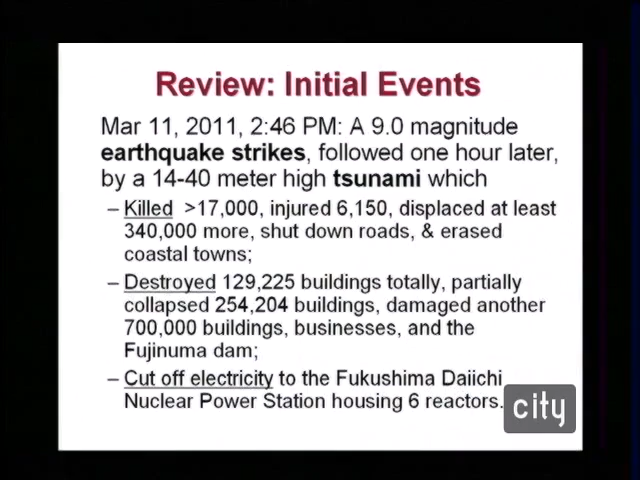 Review: Initial Events
Mar 11, 2011, 2:46 PM: A 9.0 magnitude
earthquake strikes, followed one hour later,
by a 14-40 meter high tsunami which
– Killed >17,000, injured 6,150, displaced at least
340,000 more, shut down roads, & erased
coastal towns;
– Destroyed 129,225 buildings totally, partially
collapsed 254,204 buildings, damaged another
700,000 buildings, businesses, and the
Fujinuma dam;
– Cut off electricity to the Fukushima Daiichi
Nuclear Power Station housing 6 reactors.
city